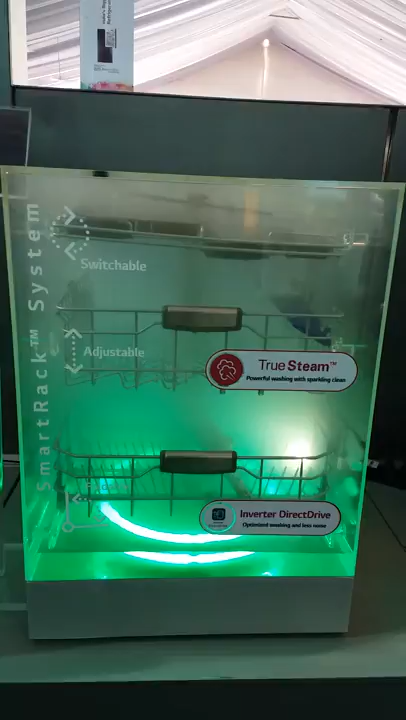 SmartRack™ System
Switchable
Adjustable
TrueSteam™
Powerful washing with sparkling clean
Inverter DirectDrive
Optimized washing and less noise